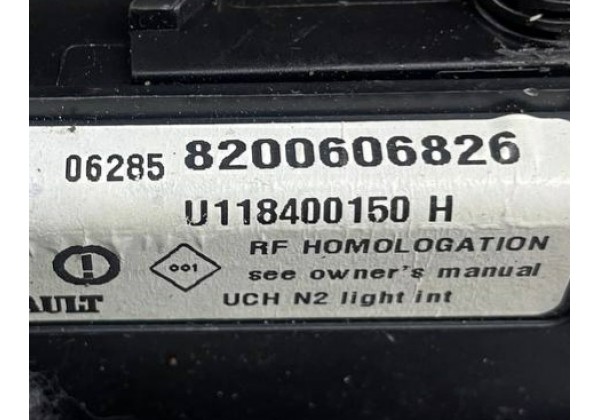 06285 8200606826
U118400150 H
RF HOMOLOGATION
001 see owner's manual
AULT UCH N2 light int